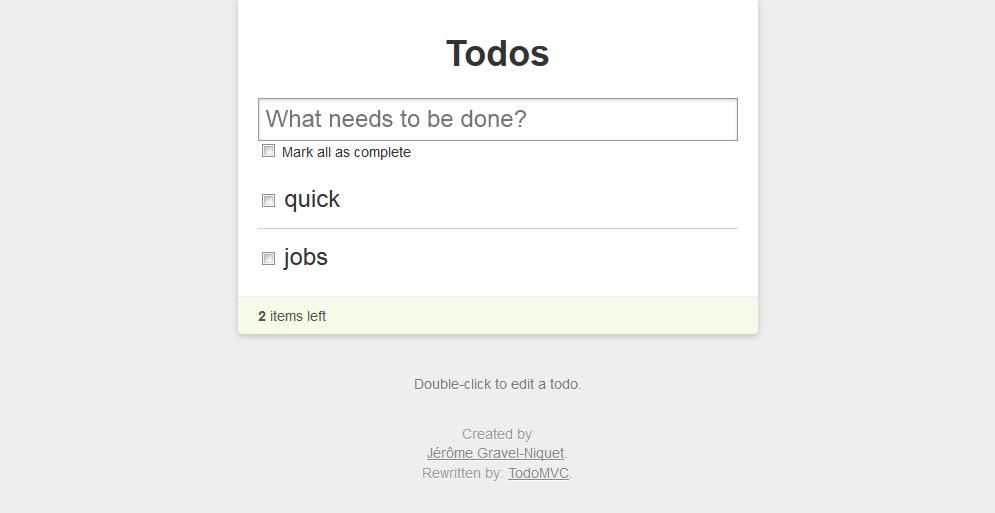 Todos
What needs to be done?
Mark all as complete
quick
jobs
2 items left
Double-click to edit a todo.
Created by
Jérôme Gravel-Niquet.
Rewritten by: TodoMVC.